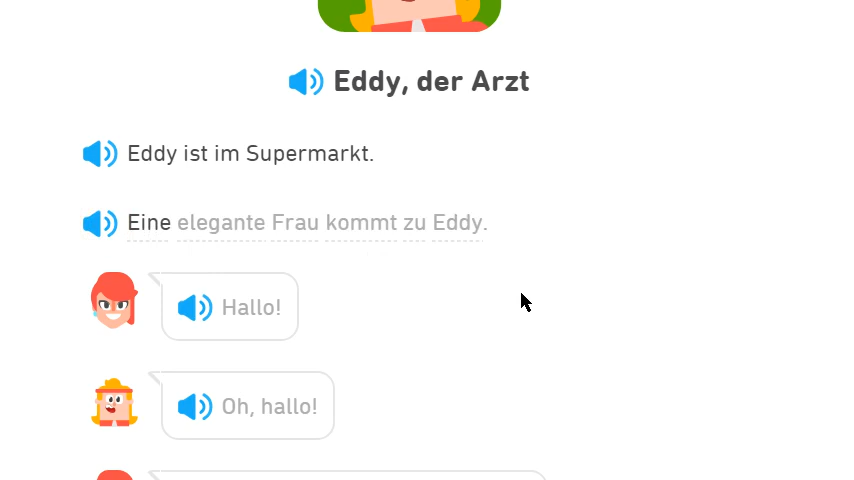 Eddy, der Arzt
Eddy ist im Supermarkt.
Eine elegante Frau kommt zu Eddy.
Hallo!
Oh, hallo!